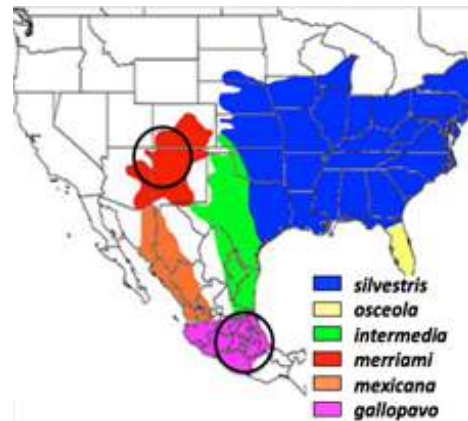 silvestris
osceola
intermedia
merriami
mexicana
gallopavo